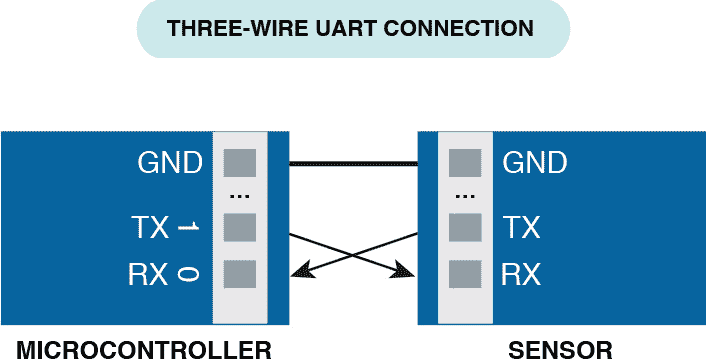 THREE-WIRE UART CONNECTION
GND
...
TX 1
RX 0
MICROCONTROLLER
GND
...
TX
RX
SENSOR